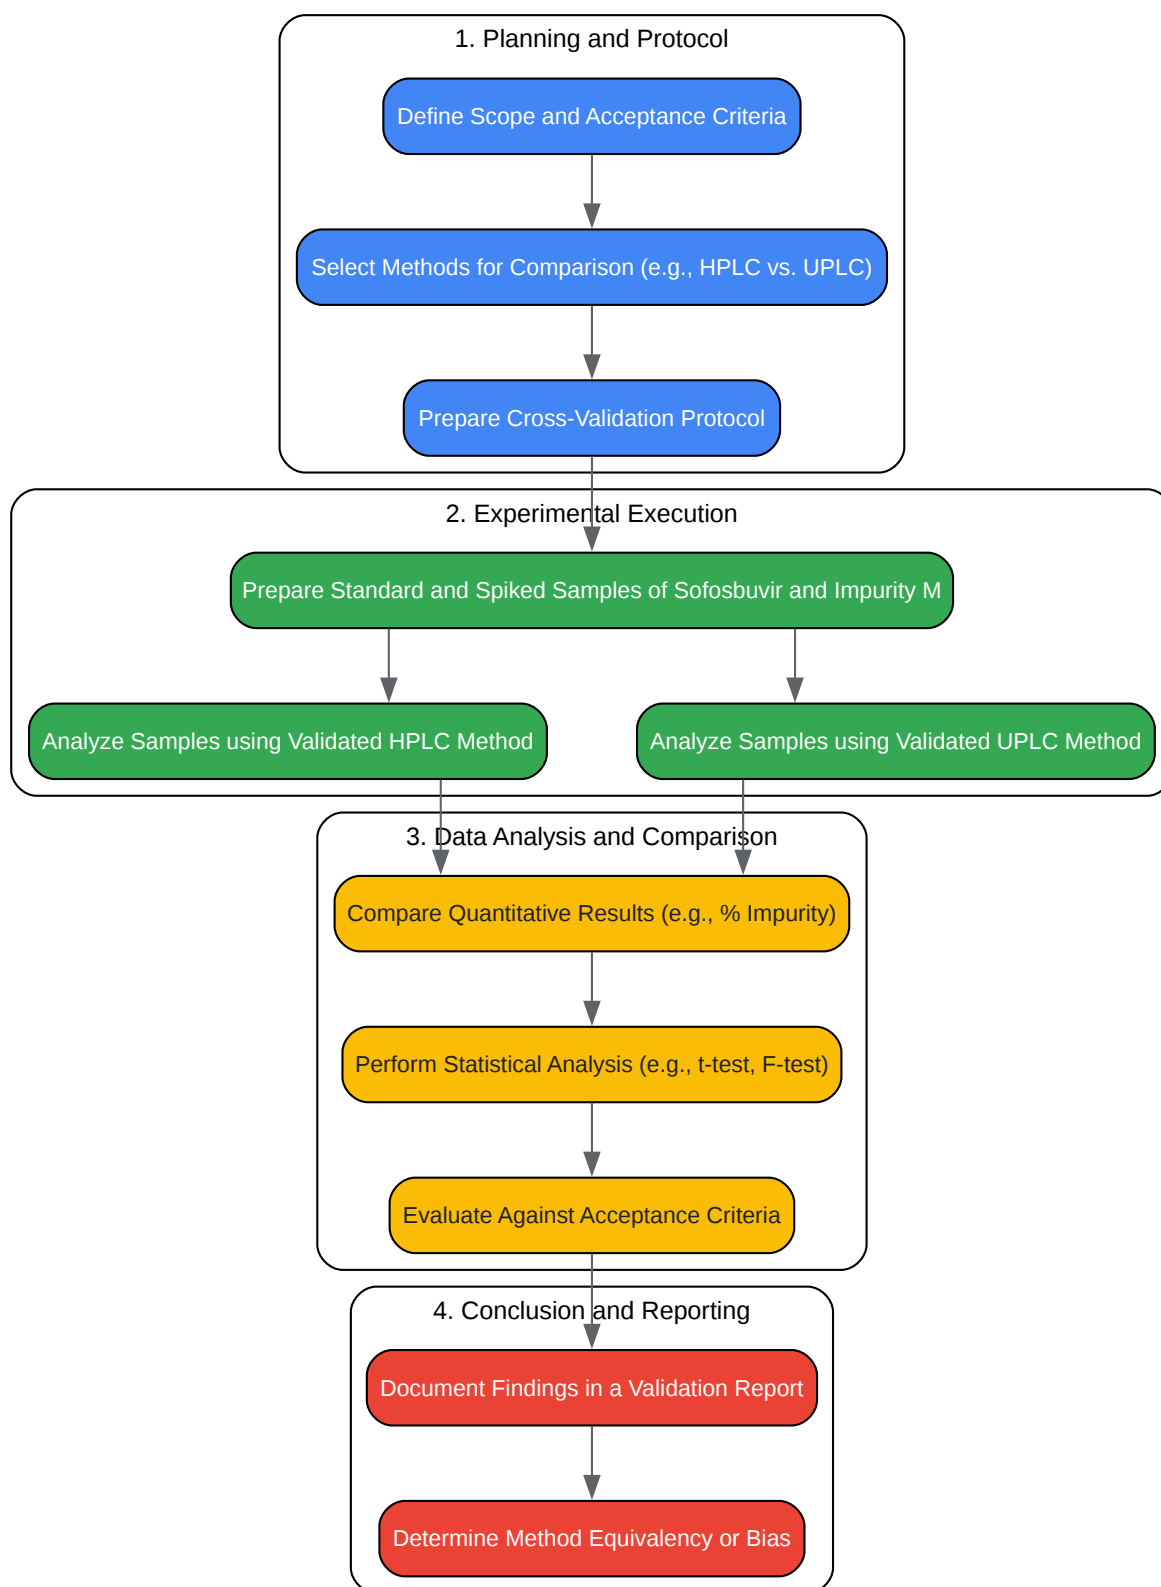 1. Planning and Protocol
Define Scope and Acceptance Criteria
Select Methods for Comparison (e.g., HPLC vs. UPLC)
Prepare Cross-Validation Protocol
2. Experimental Execution
Prepare Standard and Spiked Samples of Sofosbuvir and Impurity M
Analyze Samples using Validated HPLC Method
Analyze Samples using Validated UPLC Method
3. Data Analysis and Comparison
Compare Quantitative Results (e.g., % Impurity)
Perform Statistical Analysis (e.g., t-test, F-test)
Evaluate Against Acceptance Criteria
4. Conclusion and Reporting
Document Findings in a Validation Report
Determine Method Equivalency or Bias